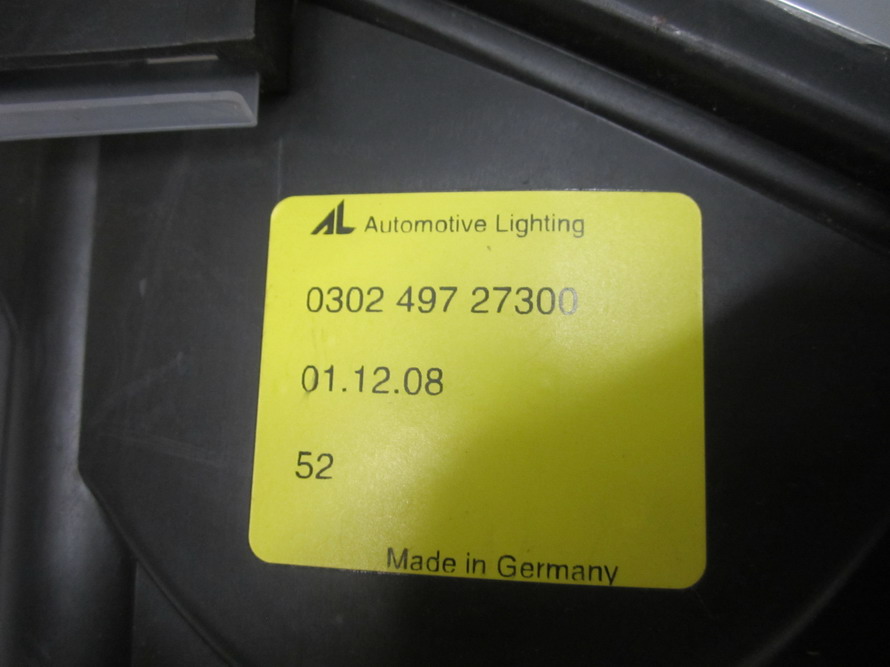 AL Automotive Lighting
0302 497 27300
01.12.08
52
Made in Germany